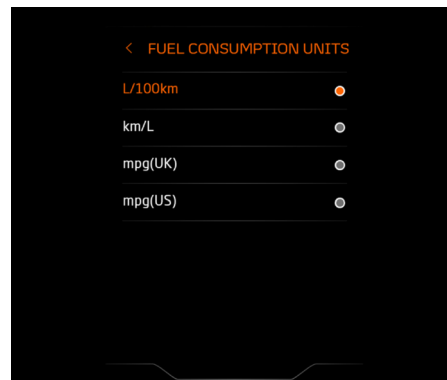 FUEL CONSUMPTION UNITS
L/100km
km/L
mpg(UK)
mpg(US)